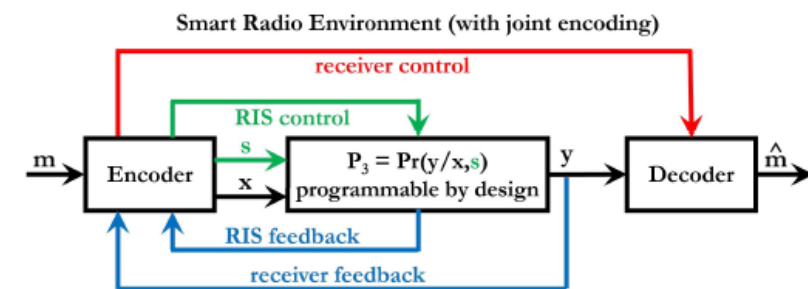 Smart Radio Environment (with joint encoding)
receiver control
RIS control
m
Encoder
s
x
P3 = Pr(y/x,s)
programmable by design
y
Decoder
m̂
RIS feedback
receiver feedback